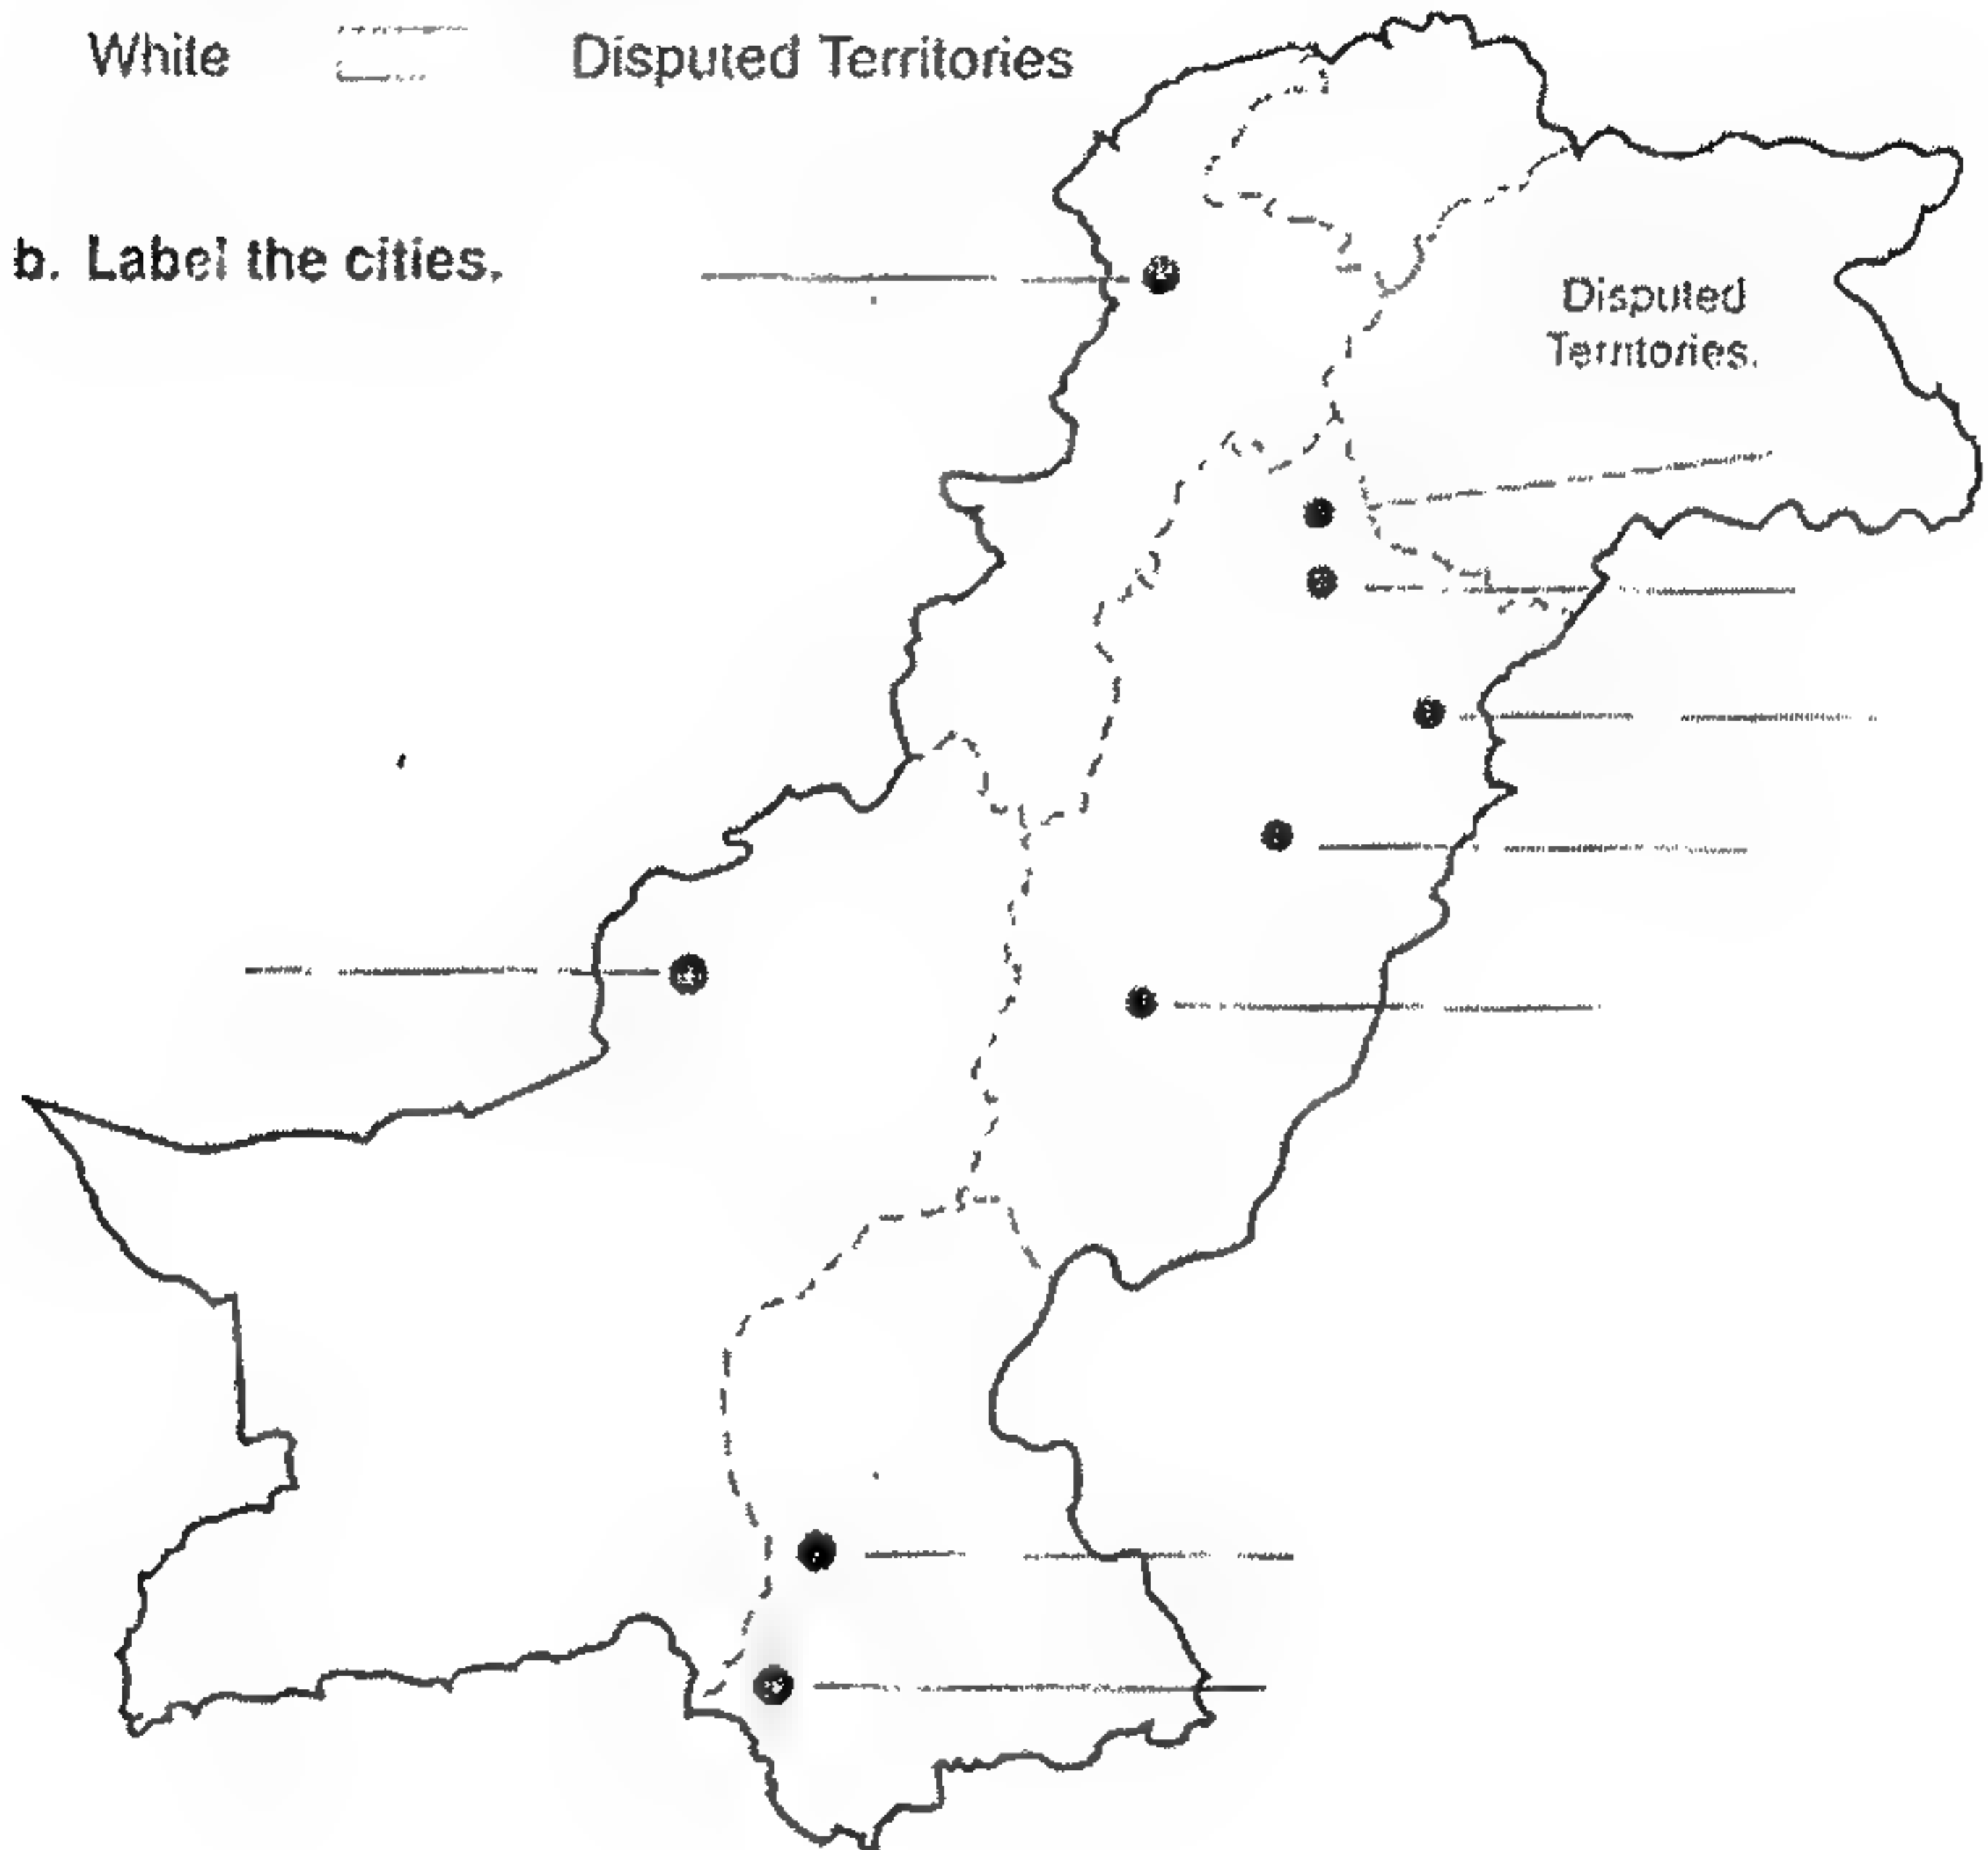 White Disputed Territories
b. Label the cities.
Disputed
Territories.